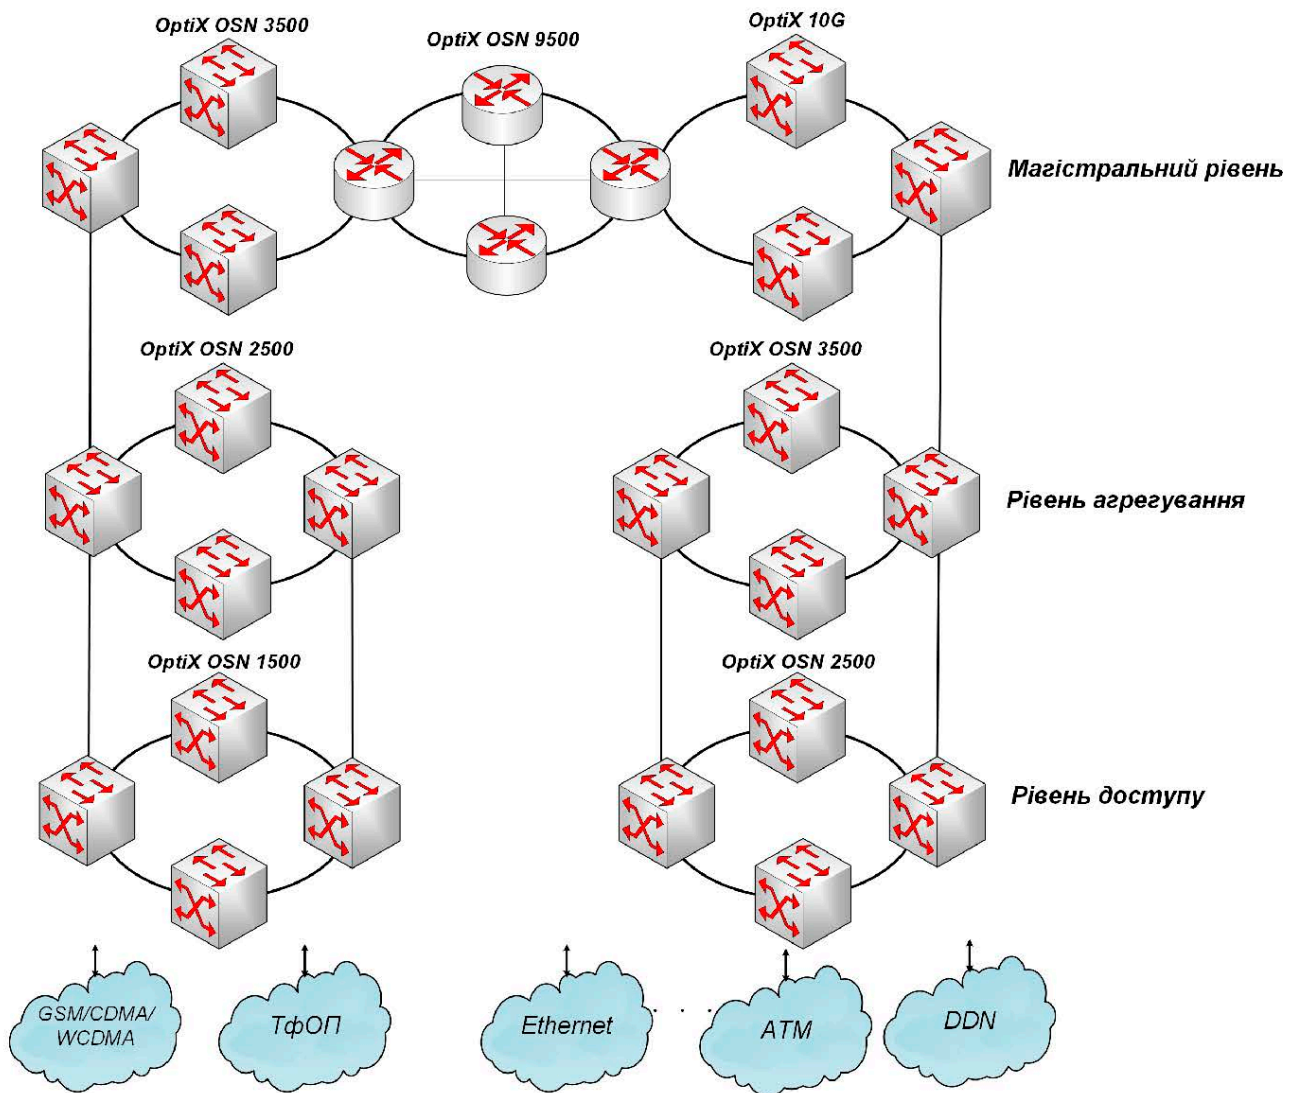 OptiX OSN 3500
OptiX OSN 9500
OptiX 10G
Магістральний рівень
OptiX OSN 2500
OptiX OSN 3500
Рівень агрегування
OptiX OSN 1500
OptiX OSN 2500
Рівень доступу
GSM/CDMA/
WCDMA
ТфОП
Ethernet
. . .
ATM
DDN